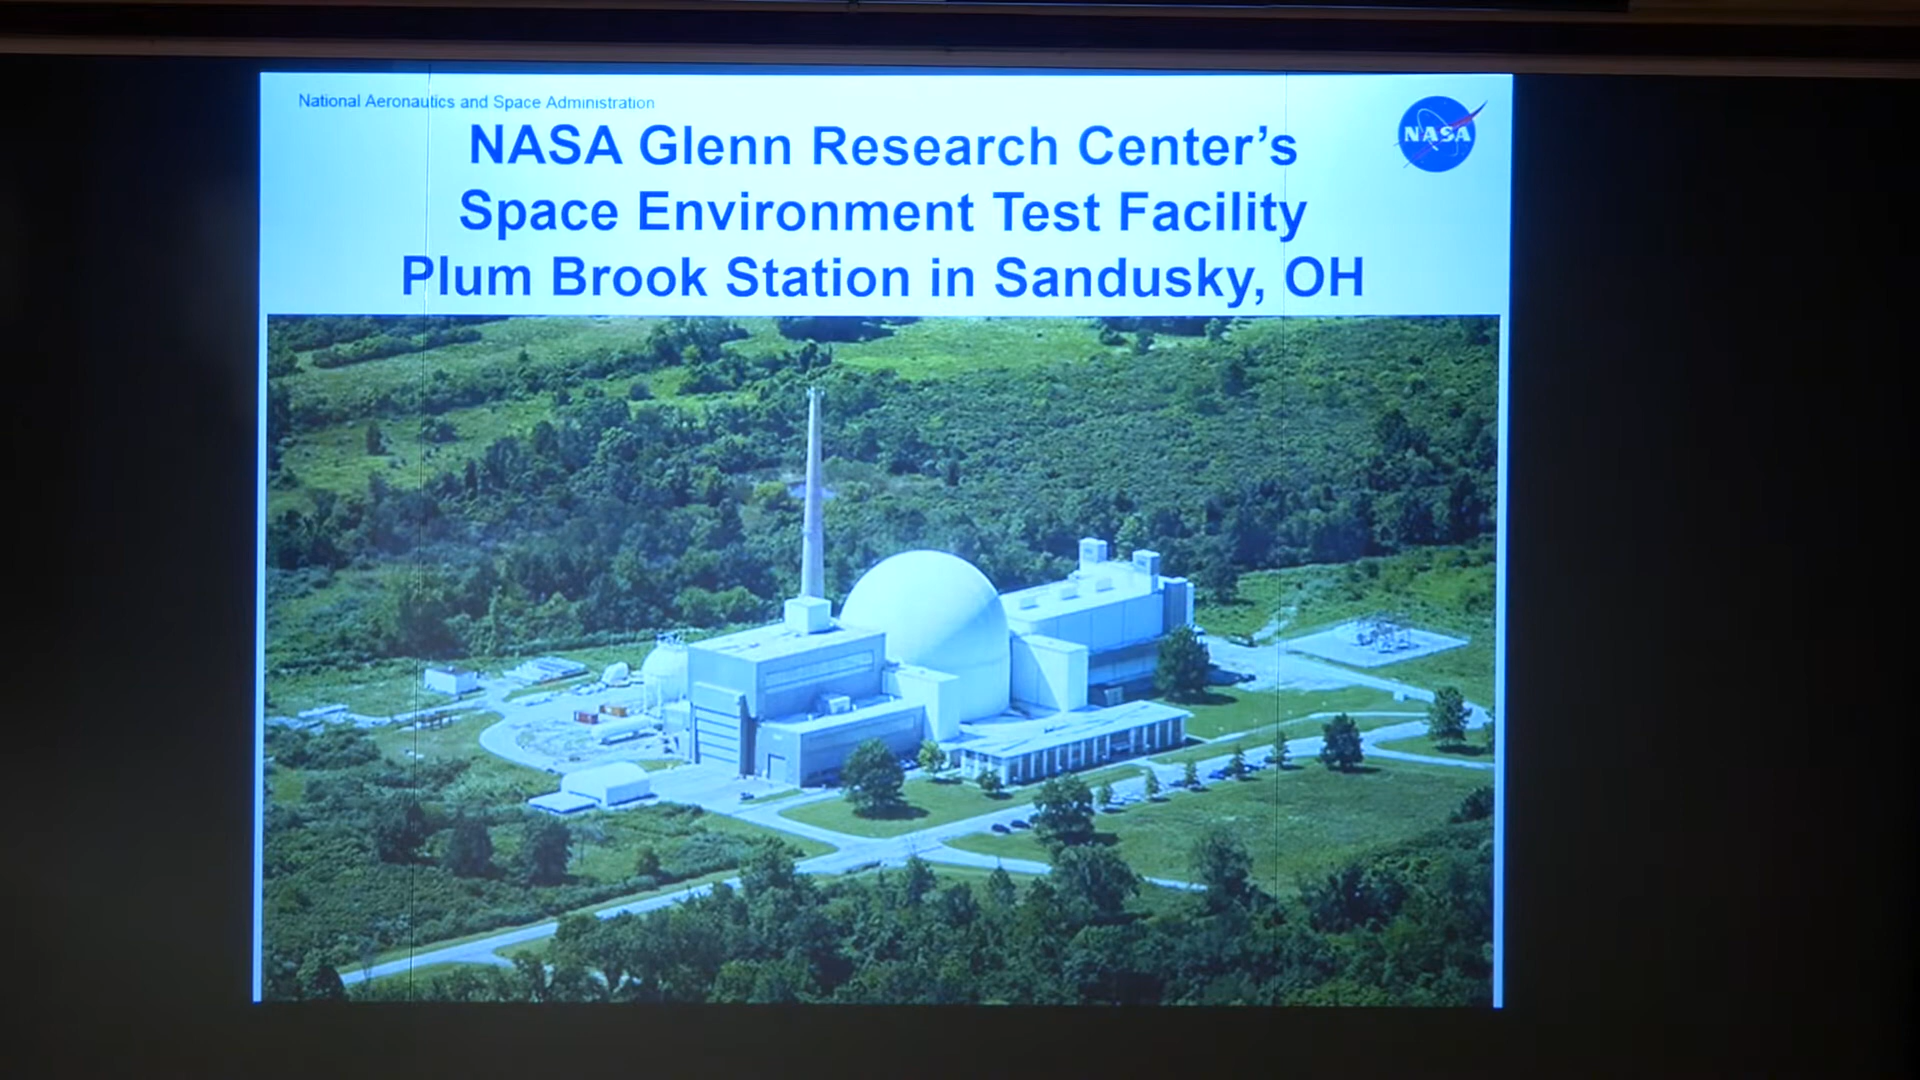 National Aeronautics and Space Administration
NASA
NASA Glenn Research Center's
Space Environment Test Facility
Plum Brook Station in Sandusky, OH